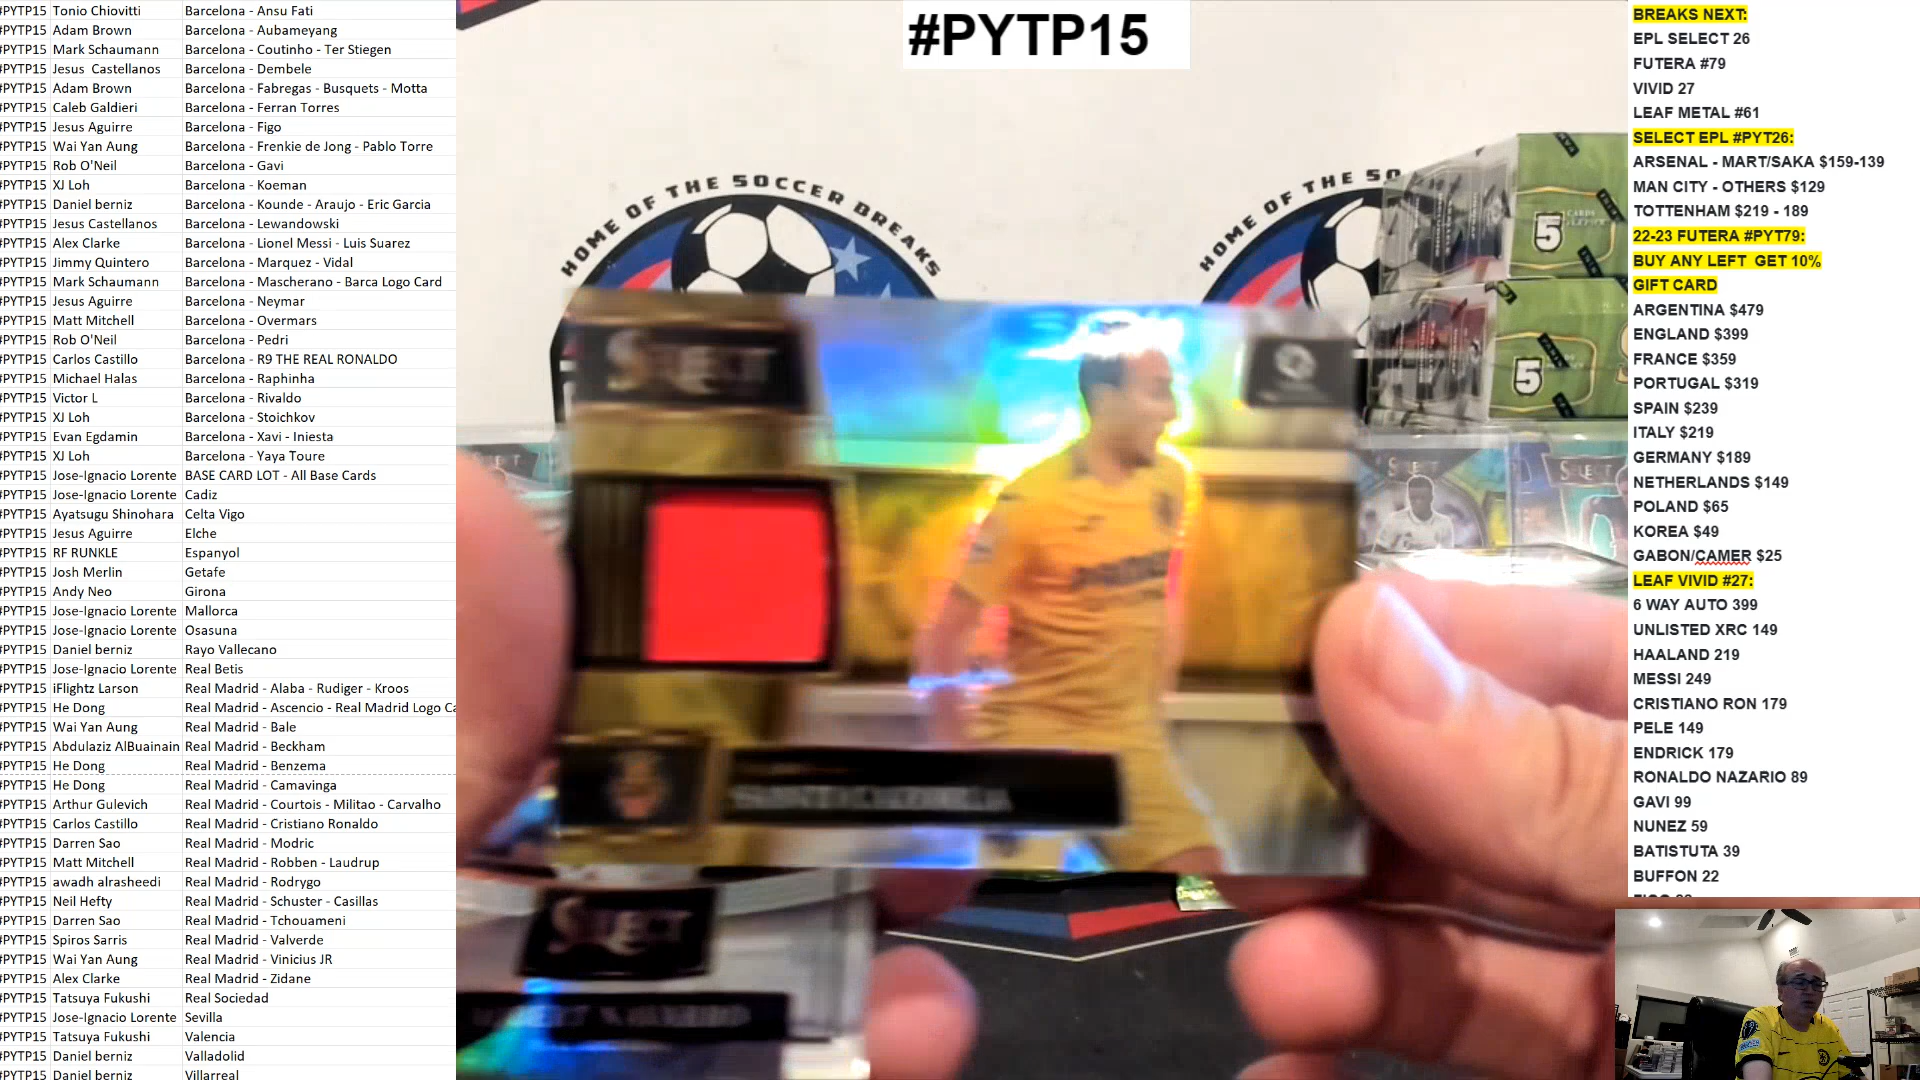 #PYTP15 Tonio Chiovitti Barcelona - Ansu Fati
#PYTP15 Adam Brown Barcelona - Aubameyang
#PYTP15 Mark Schaumann Barcelona - Coutinho - Ter Stiegen
#PYTP15 Jesus Castellanos Barcelona - Dembele
#PYTP15 Adam Brown Barcelona - Fabregas - Busquets - Motta
#PYTP15 Caleb Galdieri Barcelona - Ferran Torres
#PYTP15 Jesus Aguirre Barcelona - Figo
#PYTP15 Wai Yan Aung Barcelona - Frenkie de Jong - Pablo Torre
#PYTP15 Rob O'Neil Barcelona - Gavi
#PYTP15 XJ Loh Barcelona - Koeman
#PYTP15 Daniel berniz Barcelona - Kounde - Araujo - Eric Garcia
#PYTP15 Jesus Castellanos Barcelona - Lewandowski
#PYTP15 Alex Clarke Barcelona - Lionel Messi - Luis Suarez
#PYTP15 Jimmy Quintero Barcelona - Marquez - Vidal
#PYTP15 Mark Schaumann Barcelona - Mascherano - Barca Logo Card
#PYTP15 Jesus Aguirre Barcelona - Neymar
#PYTP15 Matt Mitchell Barcelona - Overmars
#PYTP15 Rob O'Neil Barcelona - Pedri
#PYTP15 Carlos Castillo Barcelona - R9 THE REAL RONALDO
#PYTP15 Michael Halas Barcelona - Raphinha
#PYTP15 Victor L Barcelona - Rivaldo
#PYTP15 XJ Loh Barcelona - Stoichkov
#PYTP15 Evan Egdamin Barcelona - Xavi - Iniesta
#PYTP15 XJ Loh Barcelona - Yaya Toure
#PYTP15 Jose-Ignacio Lorente BASE CARD LOT - All Base Cards
#PYTP15 Jose-Ignacio Lorente Cadiz
#PYTP15 Ayatsugu Shinohara Celta Vigo
#PYTP15 Jesus Aguirre Elche
#PYTP15 RF RUNKLE Espanyol
#PYTP15 Josh Merlin Getafe
#PYTP15 Andy Neo Girona
#PYTP15 Jose-Ignacio Lorente Mallorca
#PYTP15 Jose-Ignacio Lorente Osasuna
#PYTP15 Daniel berniz Rayo Vallecano
#PYTP15 Jose-Ignacio Lorente Real Betis
#PYTP15 iFlightz Larson Real Madrid - Alaba - Rudiger - Kroos
#PYTP15 He Dong Real Madrid - Ascencio - Real Madrid Logo Ca
#PYTP15 Wai Yan Aung Real Madrid - Bale
#PYTP15 Abdulaziz AlBuainain Real Madrid - Beckham
#PYTP15 He Dong Real Madrid - Benzema
#PYTP15 He Dong Real Madrid - Camavinga
#PYTP15 Arthur Gulevich Real Madrid - Courtois - Militao - Carvalho
#PYTP15 Carlos Castillo Real Madrid - Cristiano Ronaldo
#PYTP15 Darren Sao Real Madrid - Modric
#PYTP15 Matt Mitchell Real Madrid - Robben - Laudrup
#PYTP15 awadh alrasheedi Real Madrid - Rodrygo
#PYTP15 Neil Hefty Real Madrid - Schuster - Casillas
#PYTP15 Darren Sao Real Madrid - Tchouameni
#PYTP15 Spiros Sarris Real Madrid - Valverde
#PYTP15 Wai Yan Aung Real Madrid - Vinicius JR
#PYTP15 Alex Clarke Real Madrid - Zidane
#PYTP15 Tatsuya Fukushi Real Sociedad
#PYTP15 Jose-Ignacio Lorente Sevilla
#PYTP15 Tatsuya Fukushi Valencia
#PYTP15 Daniel berniz Valladolid
#PYTP15 Daniel berniz Villarreal
#PYTP15
HOME OF THE SOCCER BREAKS
HOME OF THE SO
5
5
SELECT
SELECT
SELECT
BREAKS NEXT:
EPL SELECT 26
FUTERA #79
VIVID 27
LEAF METAL #61
SELECT EPL #PYT26:
ARSENAL - MART/SAKA $159-139
MAN CITY - OTHERS $129
TOTTENHAM $219 - 189
22-23 FUTERA #PYT79:
BUY ANY LEFT GET 10%
GIFT CARD
ARGENTINA $479
ENGLAND $399
FRANCE $359
PORTUGAL $319
SPAIN $239
ITALY $219
GERMANY $189
NETHERLANDS $149
POLAND $65
KOREA $49
GABON/CAMER $25
LEAF VIVID #27:
6 WAY AUTO 399
UNLISTED XRC 149
HAALAND 219
MESSI 249
CRISTIANO RON 179
PELE 149
ENDRICK 179
RONALDO NAZARIO 89
GAVI 99
NUNEZ 59
BATISTUTA 39
BUFFON 22